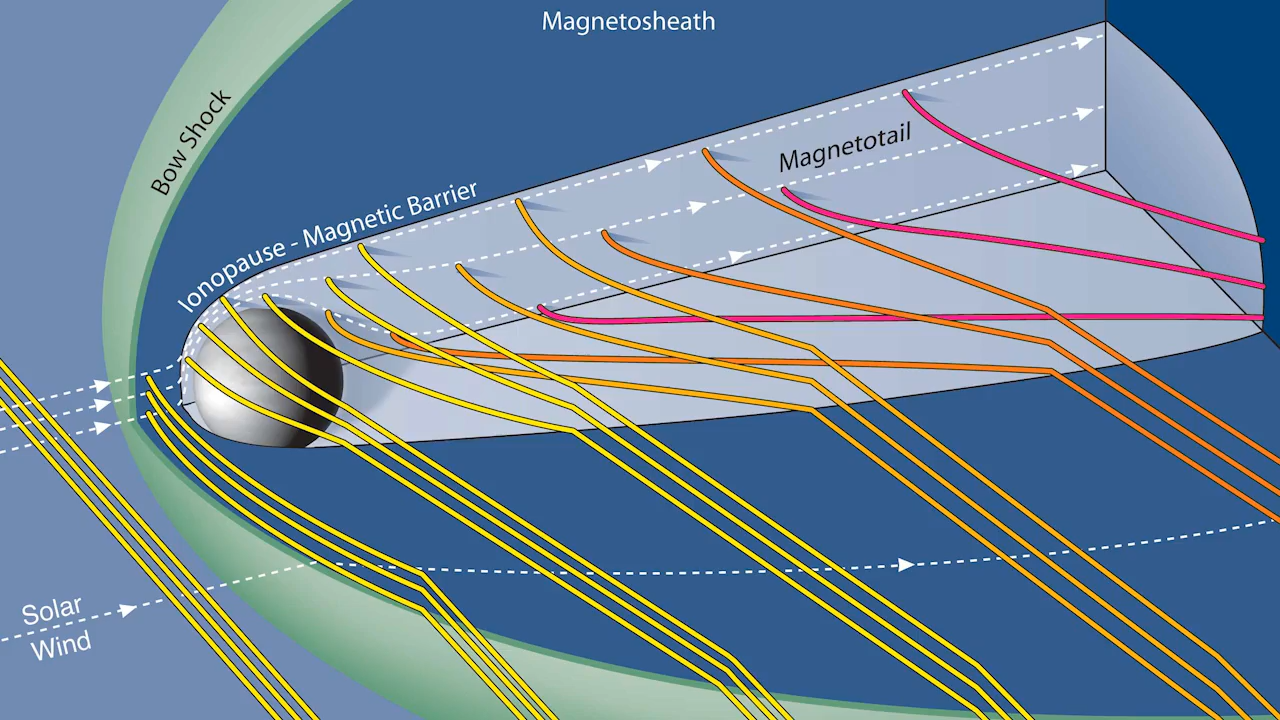 Magnetosheath
Bow Shock
Magnetotail
Ionopause - Magnetic Barrier
Solar
Wind